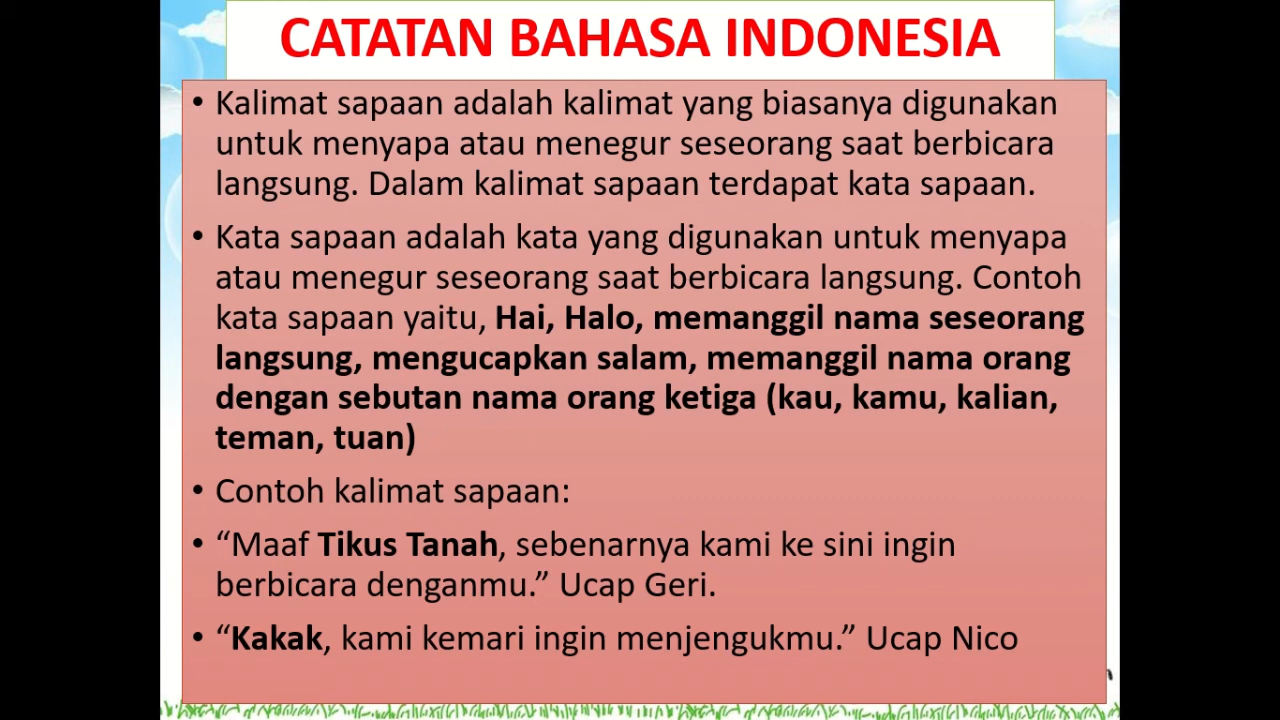 CATATAN BAHASA INDONESIA
• Kalimat sapaan adalah kalimat yang biasanya digunakan
untuk menyapa atau menegur seseorang saat berbicara
langsung. Dalam kalimat sapaan terdapat kata sapaan.
• Kata sapaan adalah kata yang digunakan untuk menyapa
atau menegur seseorang saat berbicara langsung. Contoh
kata sapaan yaitu, Hai, Halo, memanggil nama seseorang
langsung, mengucapkan salam, memanggil nama orang
dengan sebutan nama orang ketiga (kau, kamu, kalian,
teman, tuan)
• Contoh kalimat sapaan:
• “Maaf Tikus Tanah, sebenarnya kami ke sini ingin
berbicara denganmu.” Ucap Geri.
• “Kakak, kami kemari ingin menjengukmu.” Ucap Nico